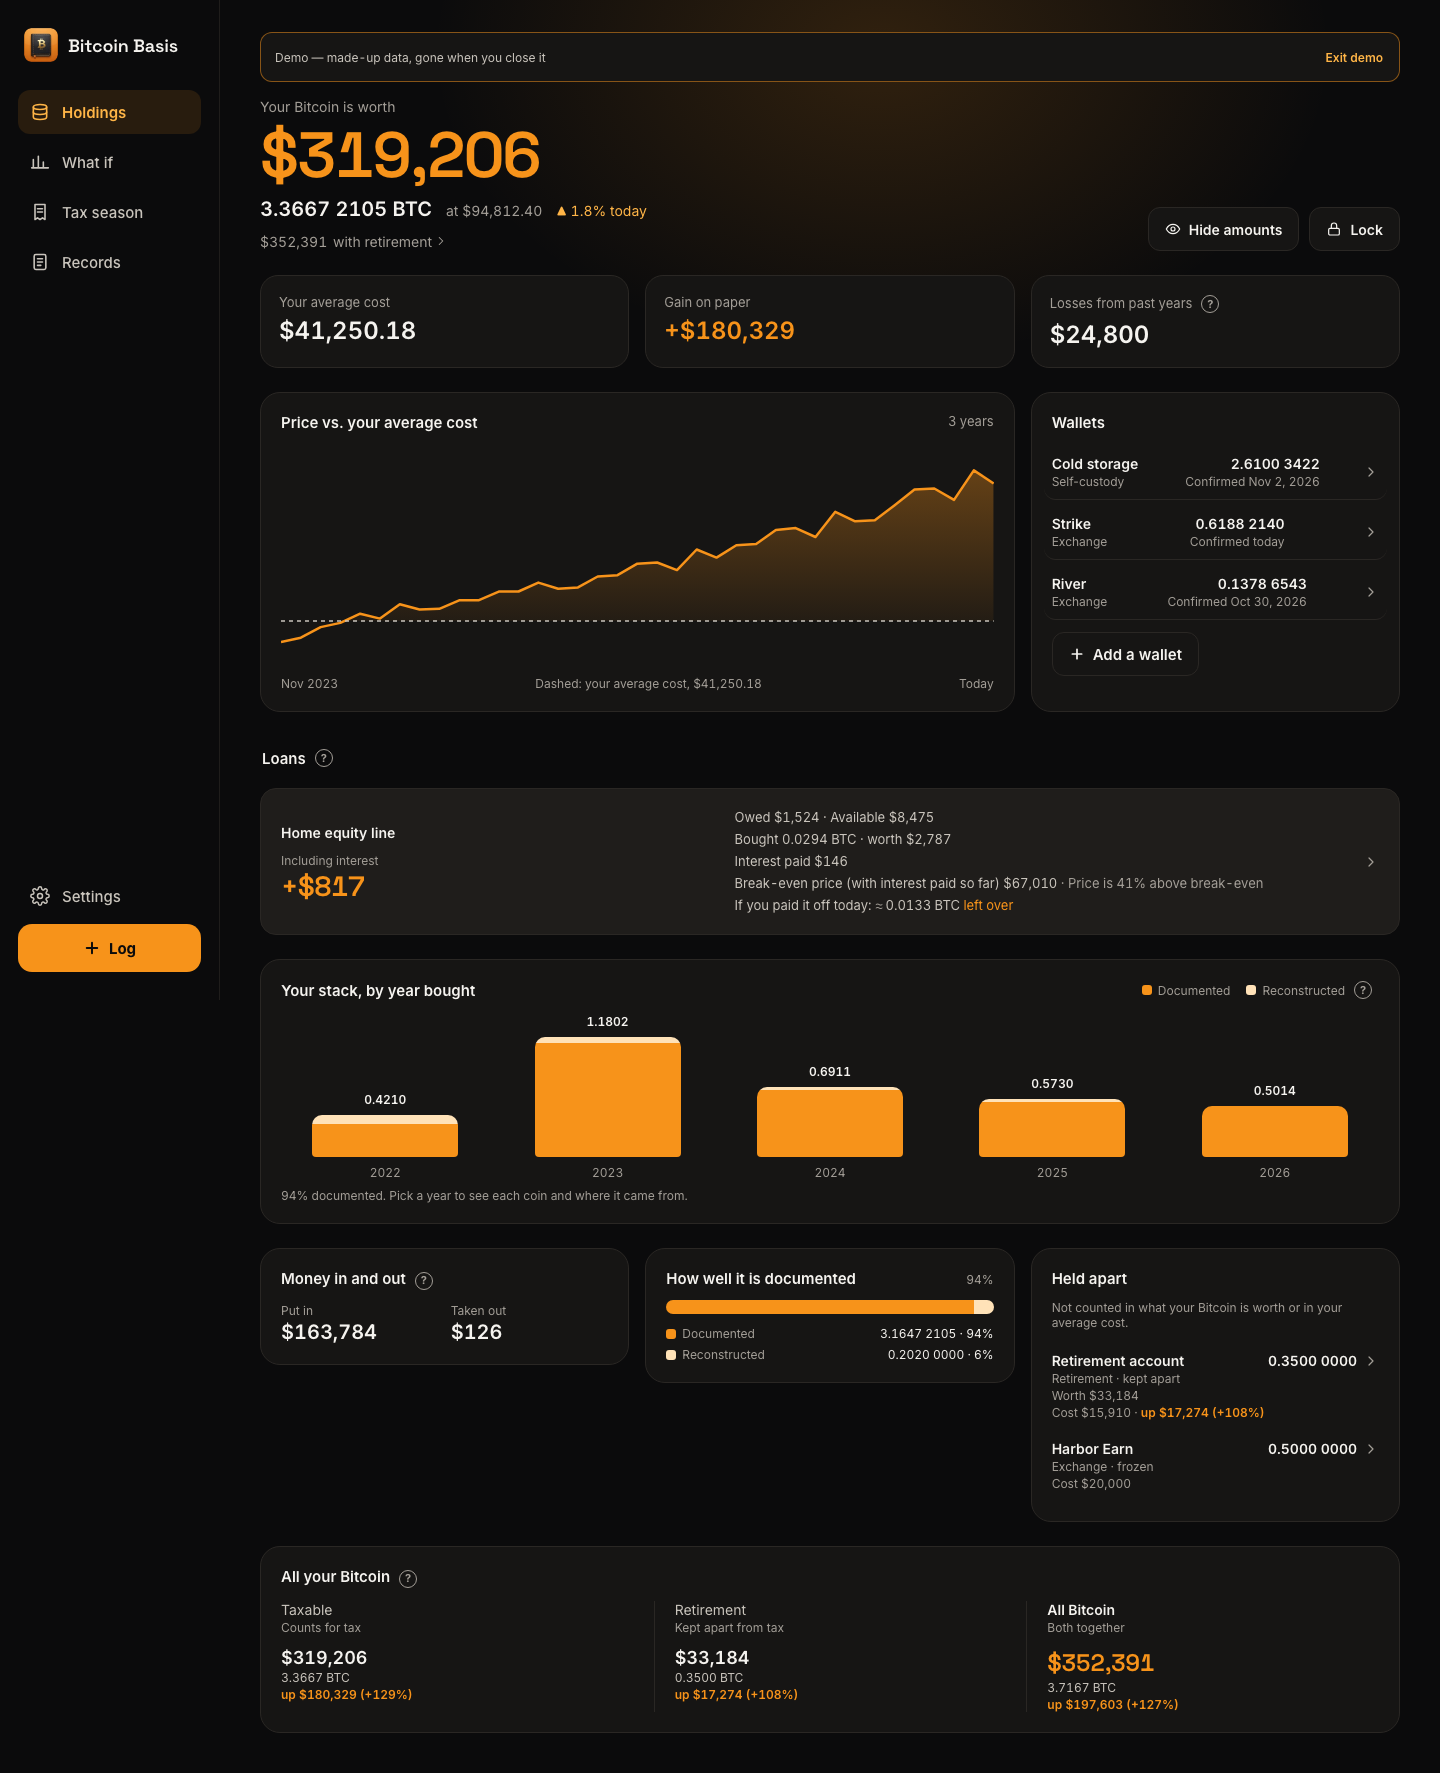 Bitcoin Basis
Holdings
What if
Tax season
Records
Settings
Log
Demo — made-up data, gone when you close it
Exit demo
Your Bitcoin is worth
$319,206
3.3667 2105 BTC at $94,812.40 ▲ 1.8% today
$352,391 with retirement
Hide amounts
Lock
Your average cost
$41,250.18
Gain on paper
+$180,329
Losses from past years ?
$24,800
Price vs. your average cost
3 years
Nov 2023
Dashed: your average cost, $41,250.18
Today
Wallets
Cold storage 2.6100 3422
Self-custody Confirmed Nov 2, 2026
Strike 0.6188 2140
Exchange Confirmed today
River 0.1378 6543
Exchange Confirmed Oct 30, 2026
Add a wallet
Loans ?
Home equity line
Including interest
+$817
Owed $1,524 · Available $8,475
Bought 0.0294 BTC · worth $2,787
Interest paid $146
Break-even price (with interest paid so far) $67,010 · Price is 41% above break-even
If you paid it off today: ≈ 0.0133 BTC left over
Your stack, by year bought
Documented
Reconstructed ?
0.4210
1.1802
0.6911
0.5730
0.5014
2022
2023
2024
2025
2026
94% documented. Pick a year to see each coin and where it came from.
Money in and out ?
Put in
$163,784
Taken out
$126
How well it is documented
94%
Documented 3.1647 2105 · 94%
Reconstructed 0.2020 0000 · 6%
Held apart
Not counted in what your Bitcoin is worth or in your
average cost.
Retirement account 0.3500 0000
Retirement · kept apart
Worth $33,184
Cost $15,910 · up $17,274 (+108%)
Harbor Earn 0.5000 0000
Exchange · frozen
Cost $20,000
All your Bitcoin ?
Taxable
Counts for tax
$319,206
3.3667 BTC
up $180,329 (+129%)
Retirement
Kept apart from tax
$33,184
0.3500 BTC
up $17,274 (+108%)
All Bitcoin
Both together
$352,391
3.7167 BTC
up $197,603 (+127%)